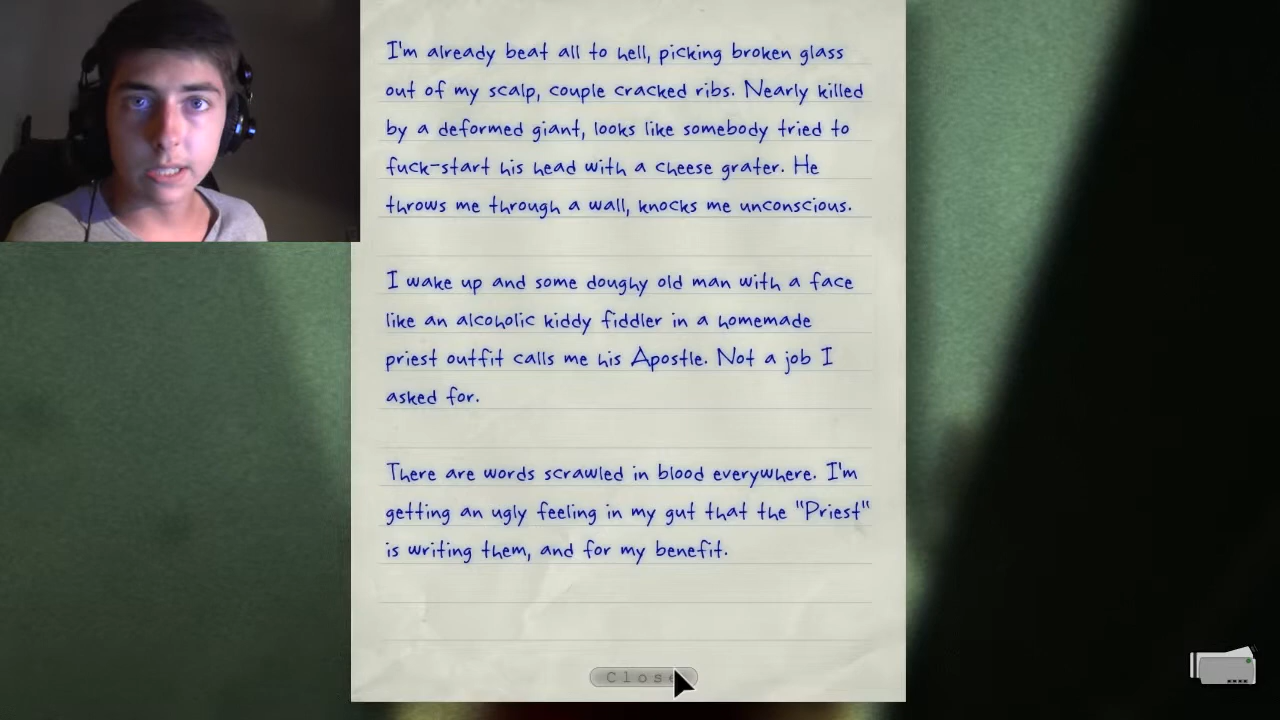 I'm already beat all to hell, picking broken glass
out of my scalp, couple cracked ribs. Nearly killed
by a deformed giant, looks like somebody tried to
fuck-start his head with a cheese grater. He
throws me through a wall, knocks me unconscious.
I wake up and some doughy old man with a face
like an alcoholic kiddy fiddler in a homemade
priest outfit calls me his Apostle. Not a job I
asked for.
There are words scrawled in blood everywhere. I'm
getting an ugly feeling in my gut that the "Priest"
is writing them, and for my benefit.
Close